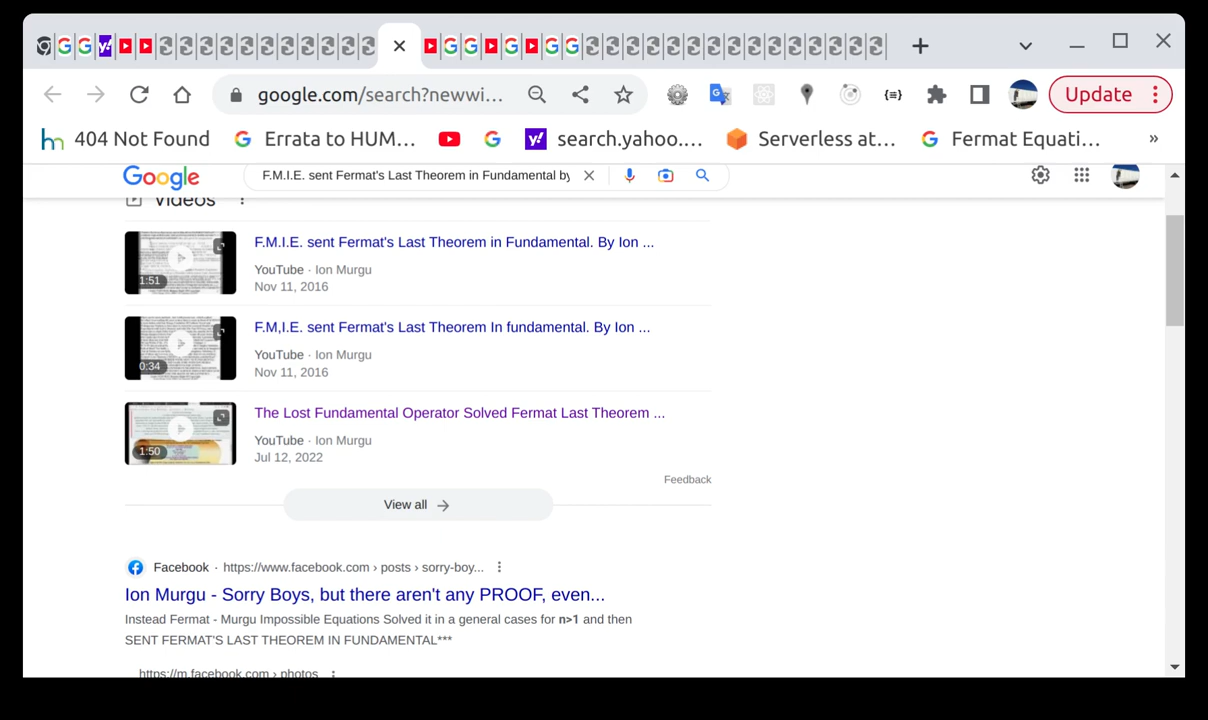 google.com/search?newwi...
Update
404 Not Found
Errata to HUM...
search.yahoo....
Serverless at...
Fermat Equati...
»
Google
F.M.I.E. sent Fermat's Last Theorem in Fundamental by
Videos
F.M.I.E. sent Fermat's Last Theorem in Fundamental. By Ion ...
YouTube · Ion Murgu
1:51
Nov 11, 2016
F.M,I.E. sent Fermat's Last Theorem In fundamental. By Ion ...
YouTube · Ion Murgu
0:34
Nov 11, 2016
The Lost Fundamental Operator Solved Fermat Last Theorem ...
YouTube · Ion Murgu
1:50
Jul 12, 2022
Feedback
View all
Facebook · https://www.facebook.com › posts › sorry-boy...
Ion Murgu - Sorry Boys, but there aren't any PROOF, even...
Instead Fermat - Murgu Impossible Equations Solved it in a general cases for n>1 and then
SENT FERMAT'S LAST THEOREM IN FUNDAMENTAL***
https://m.facebook.com › photos